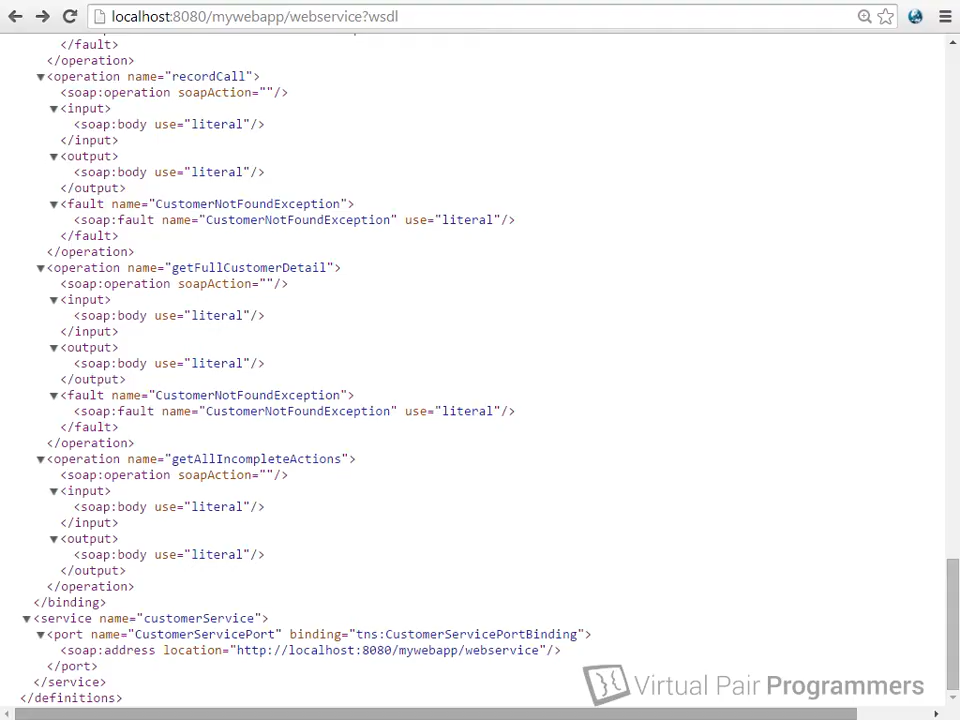 localhost:8080/mywebapp/webservice?wsdl
</fault>
</operation>
▼<operation name="recordCall">
<soap:operation soapAction=""/>
▼<input>
<soap:body use="literal"/>
</input>
▼<output>
<soap:body use="literal"/>
</output>
▼<fault name="CustomerNotFoundException">
<soap:fault name="CustomerNotFoundException" use="literal"/>
</fault>
</operation>
▼<operation name="getFullCustomerDetail">
<soap:operation soapAction=""/>
▼<input>
<soap:body use="literal"/>
</input>
▼<output>
<soap:body use="literal"/>
</output>
▼<fault name="CustomerNotFoundException">
<soap:fault name="CustomerNotFoundException" use="literal"/>
</fault>
</operation>
▼<operation name="getAllIncompleteActions">
<soap:operation soapAction=""/>
▼<input>
<soap:body use="literal"/>
</input>
▼<output>
<soap:body use="literal"/>
</output>
</operation>
</binding>
▼<service name="customerService">
▼<port name="CustomerServicePort" binding="tns:CustomerServicePortBinding">
<soap:address location="http://localhost:8080/mywebapp/webservice"/>
</port>
</service>
</definitions>
Virtual Pair Programmers